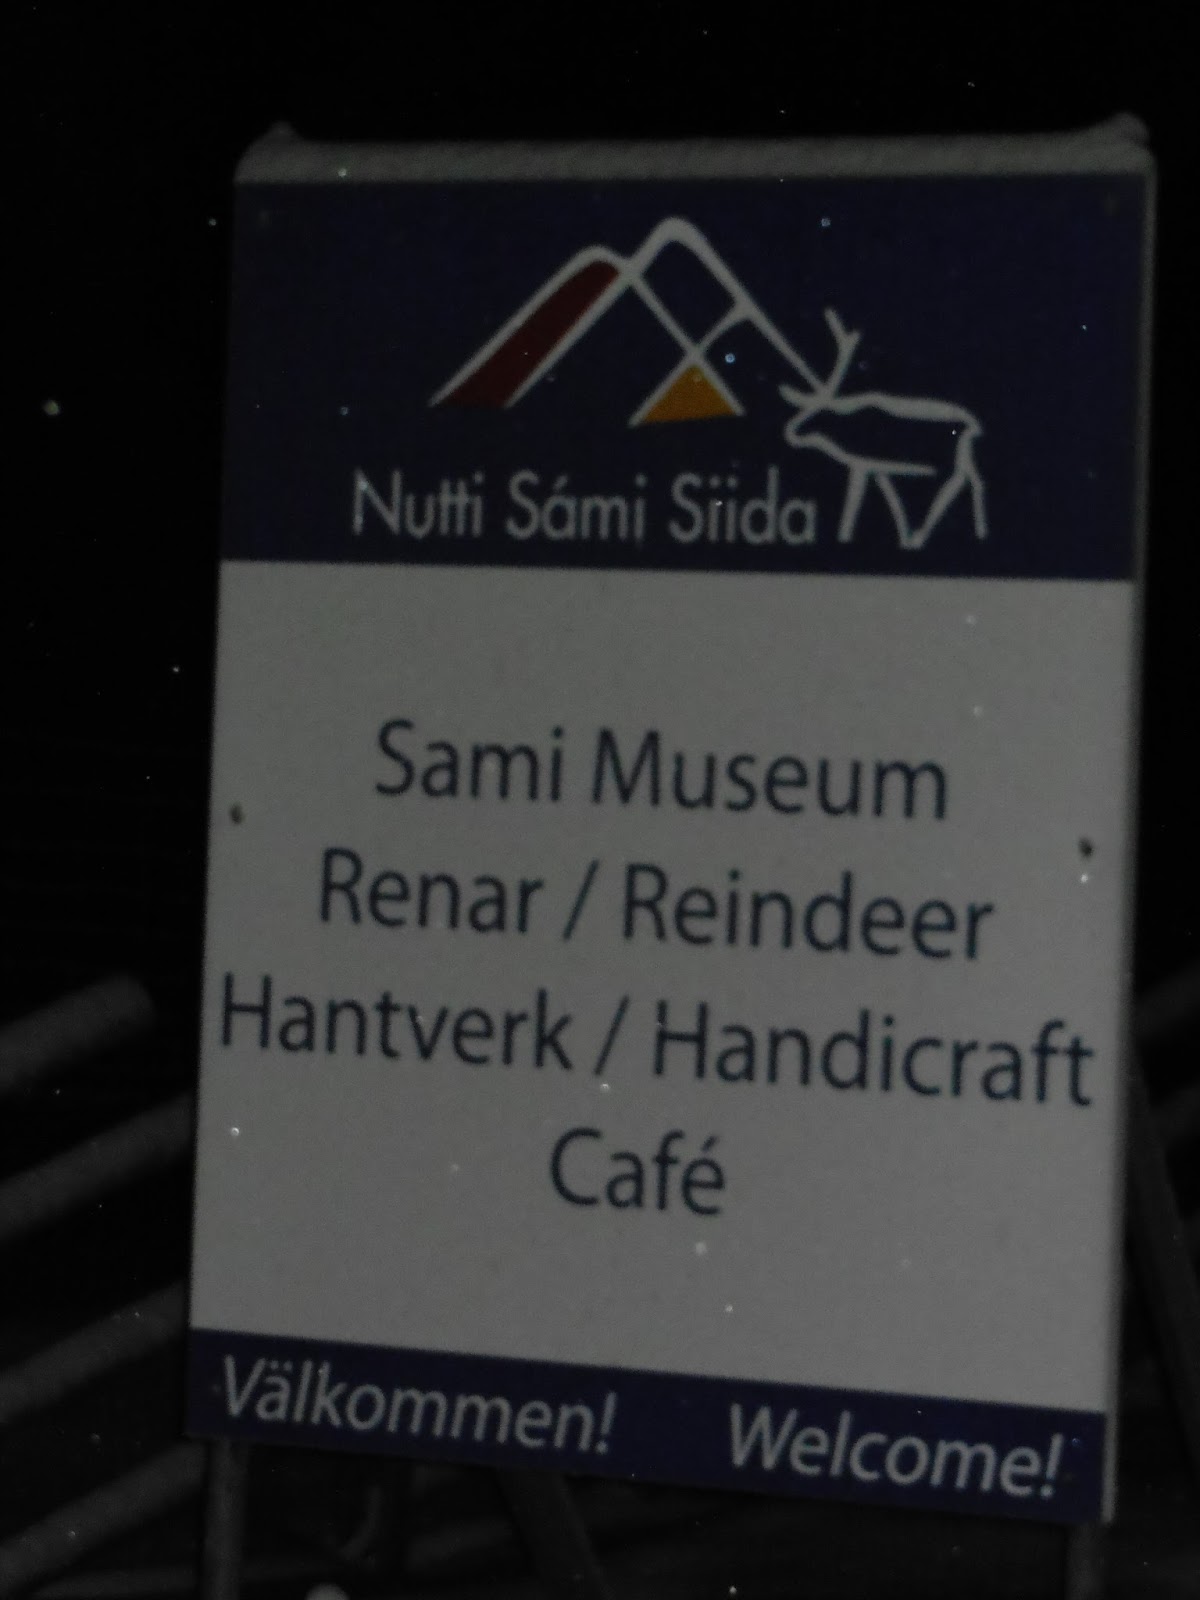 Nutti Sámi Siida
Sami Museum
Renar / Reindeer
Hantverk / Handicraft
Café
Välkommen! Welcome!